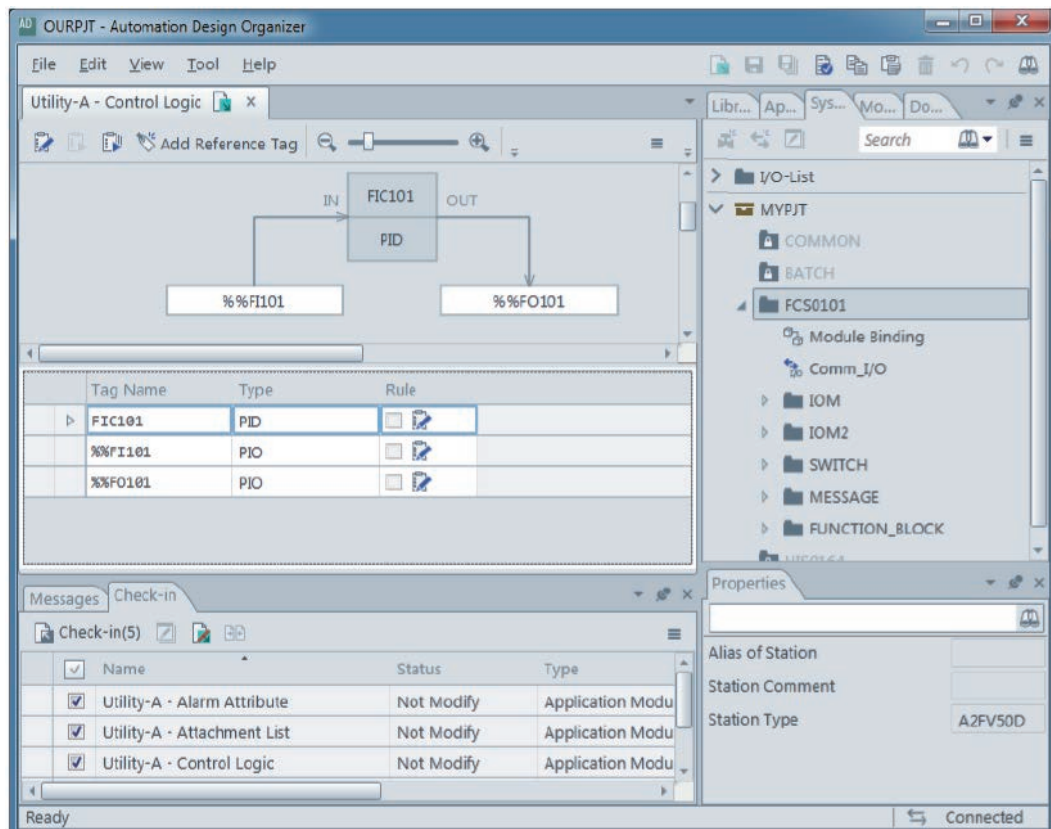 OURPJT - Automation Design Organizer
File Edit View Tool Help
Utility-A - Control Logic
Add Reference Tag
IN FIC101 OUT
PID
%%FI101 %%FO101
Tag Name Type Rule
FIC101 PID
%%FI101 PIO
%%FO101 PIO
Messages Check-in
Check-in(5)
Name Status Type
Utility-A - Alarm Attribute Not Modify Application Modu
Utility-A - Attachment List Not Modify Application Modu
Utility-A - Control Logic Not Modify Application Modu
Ready
Libr... Ap... Sys... Mo... Do...
Search
I/O-List
MYPJT
COMMON
BATCH
FCS0101
Module Binding
Comm_I/O
IOM
IOM2
SWITCH
MESSAGE
FUNCTION_BLOCK
Properties
Alias of Station
Station Comment
Station Type A2FV50D
Connected